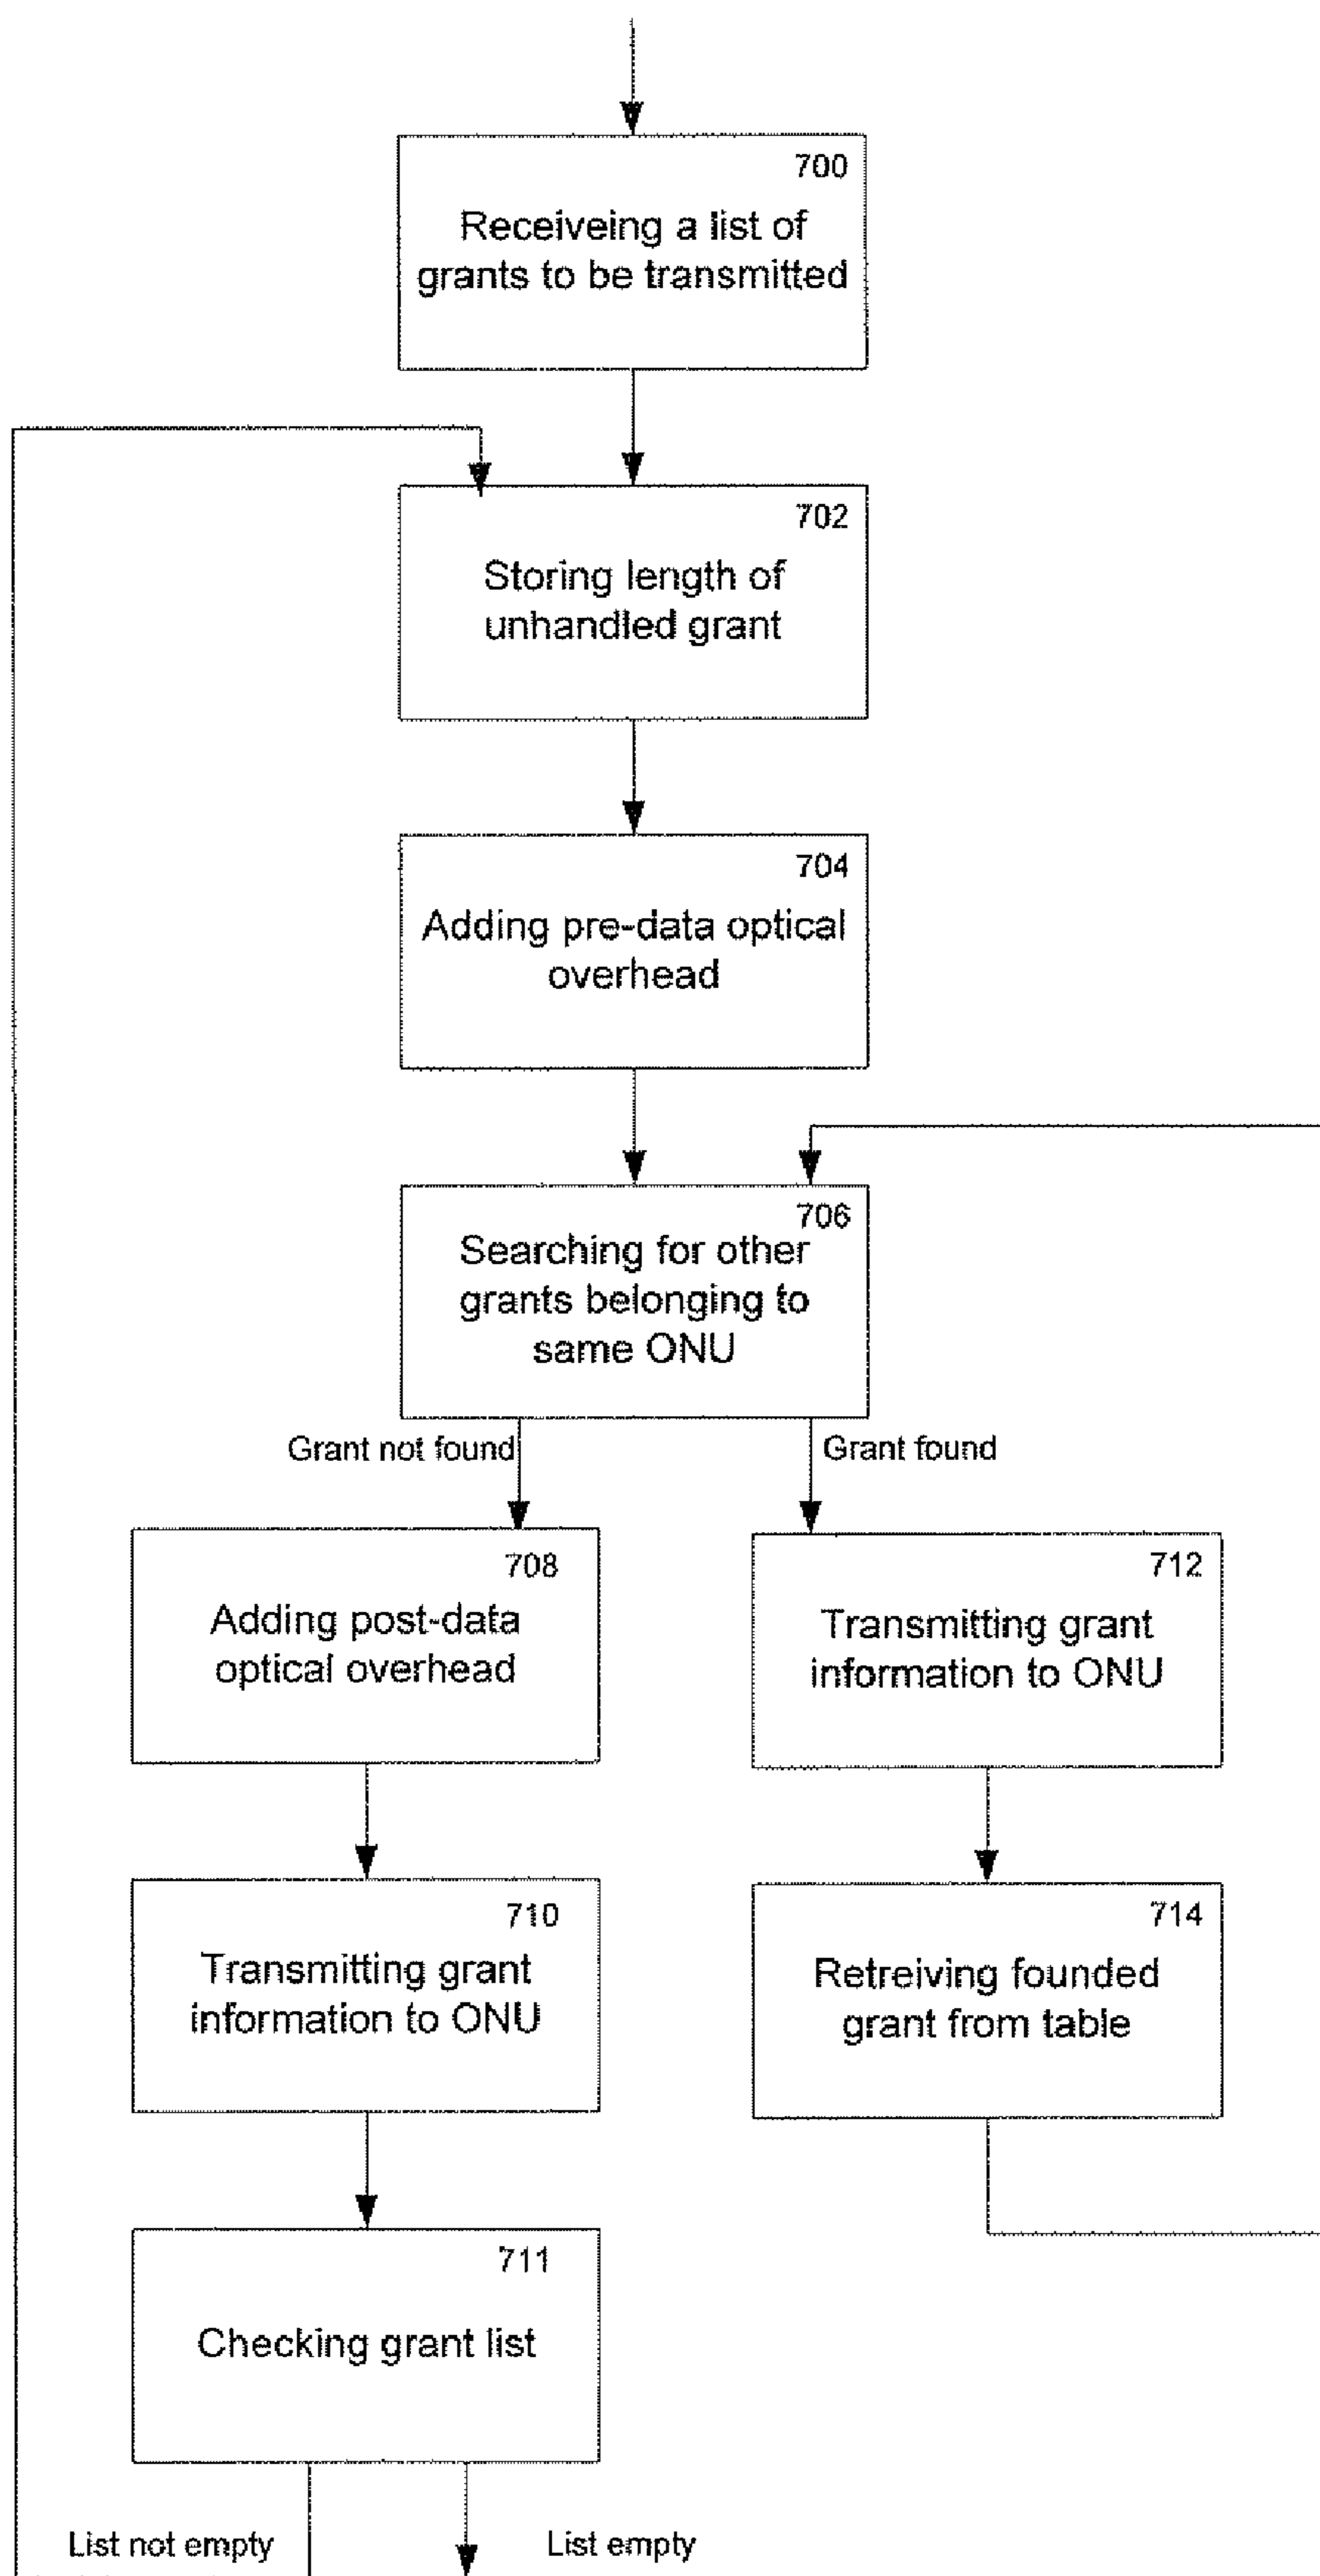 700
Receiveing a list of
grants to be transmitted
702
Storing length of
unhandled grant
704
Adding pre-data optical
overhead
706
Searching for other
grants belonging to
same ONU
Grant not found
Grant found
708
Adding post-data
optical overhead
712
Transmitting grant
information to ONU
710
Transmitting grant
information to ONU
714
Retreiving founded
grant from table
711
Checking grant list
List not empty
List empty